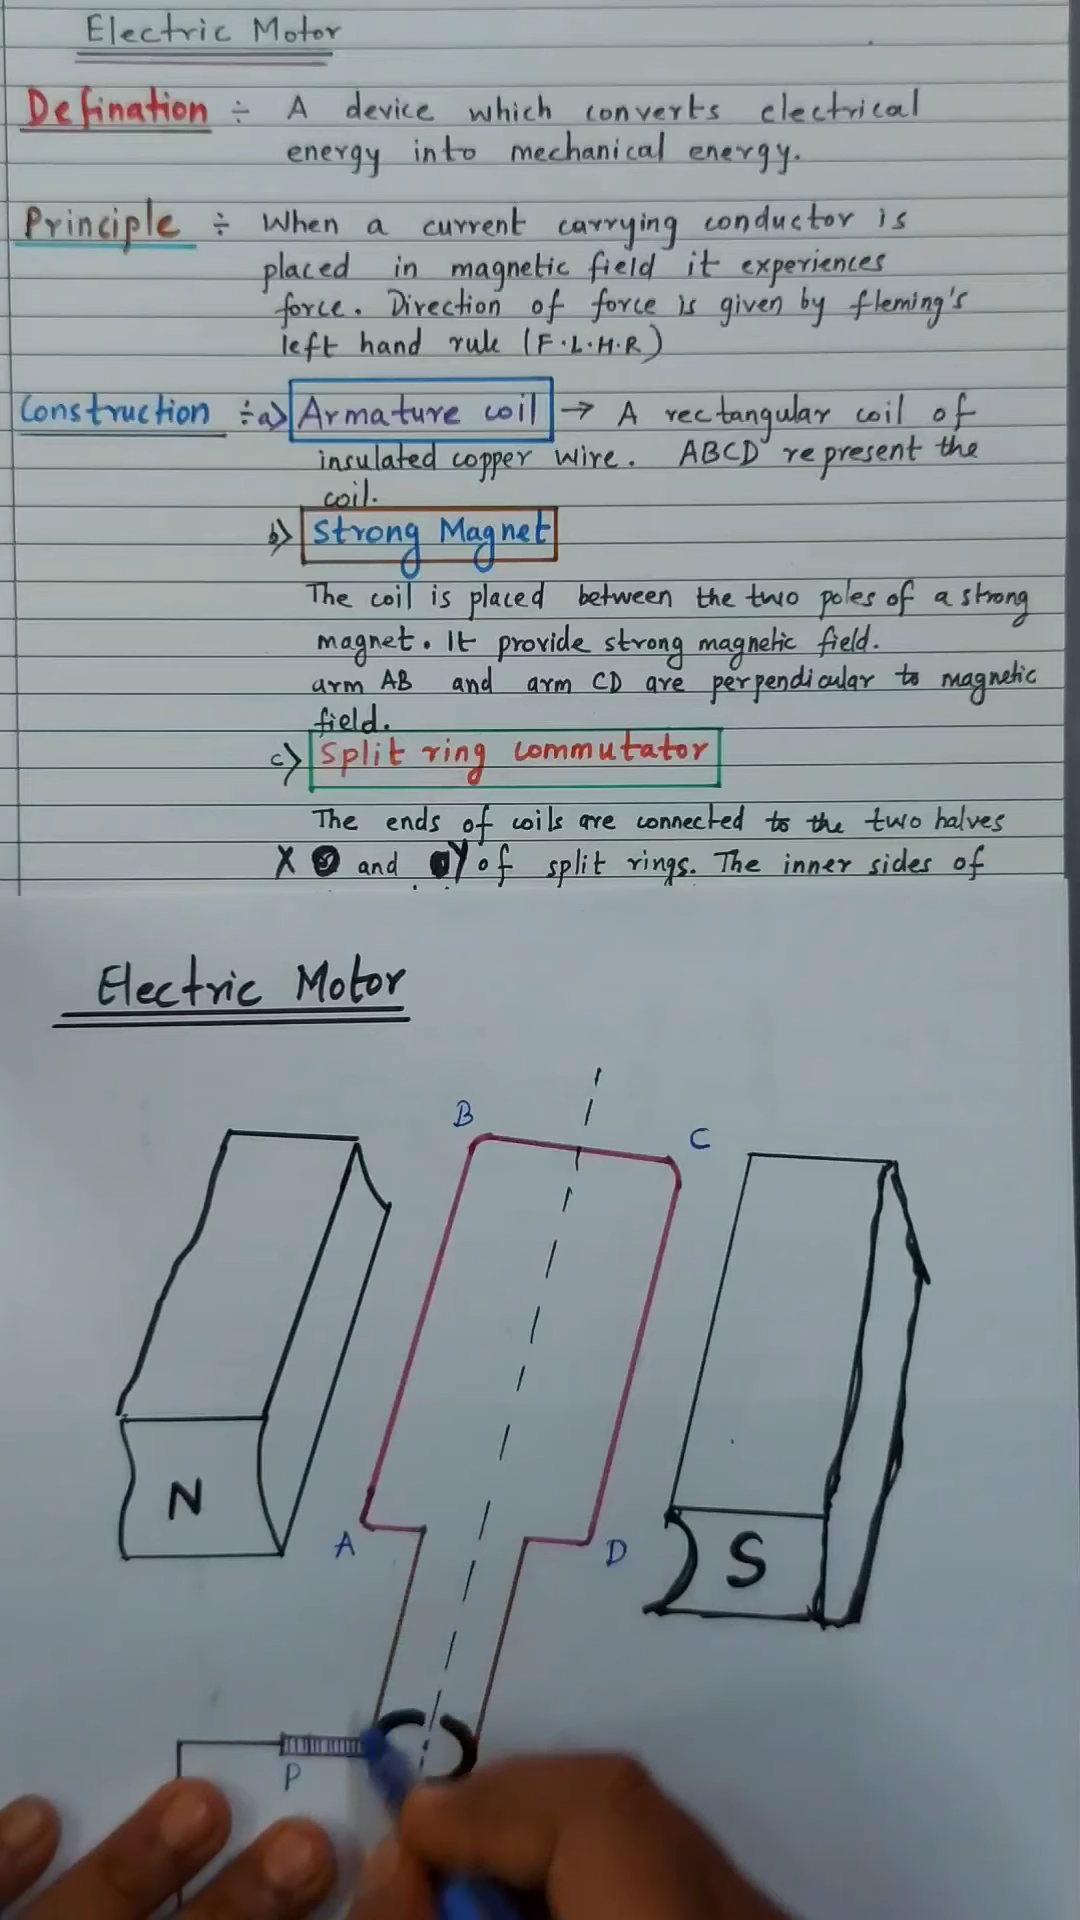 Electric Motor
Defination ÷ A device which converts electrical
energy into mechanical energy.
Principle ÷ When a current carrying conductor is
placed in magnetic field it experiences
force. Direction of force is given by fleming's
left hand rule (F.L.H.R)
Construction ÷ a) Armature coil → A rectangular coil of
insulated copper wire. ABCD represent the
coil.
b) Strong Magnet
The coil is placed between the two poles of a strong
magnet. It provide strong magnetic field.
arm AB and arm CD are perpendicular to magnetic
field.
c) Split ring commutator
The ends of coils are connected to the two halves
X and Y of split rings. The inner sides of
Electric Motor
B
C
N
A
D
S
P